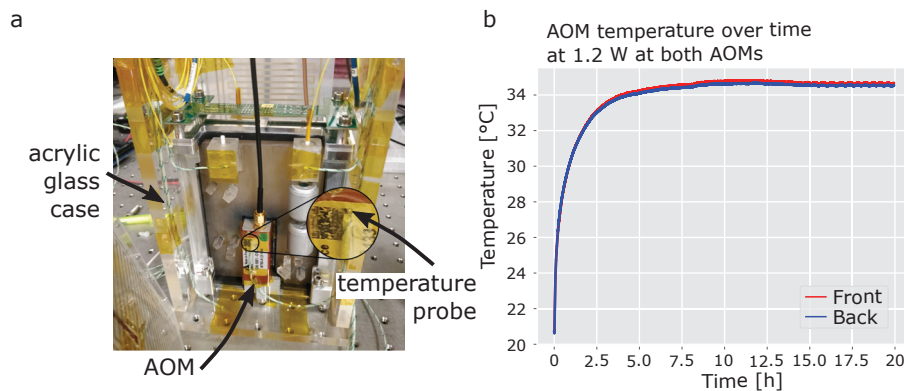 a
acrylic
glass
case
temperature
probe
AOM
b
AOM temperature over time
at 1.2 W at both AOMs
Temperature [°C]
34
32
30
28
26
24
22
20
Front
Back
0 2.5 5.0 7.5 10.0 12.5 15.0 17.5 20.0
Time [h]